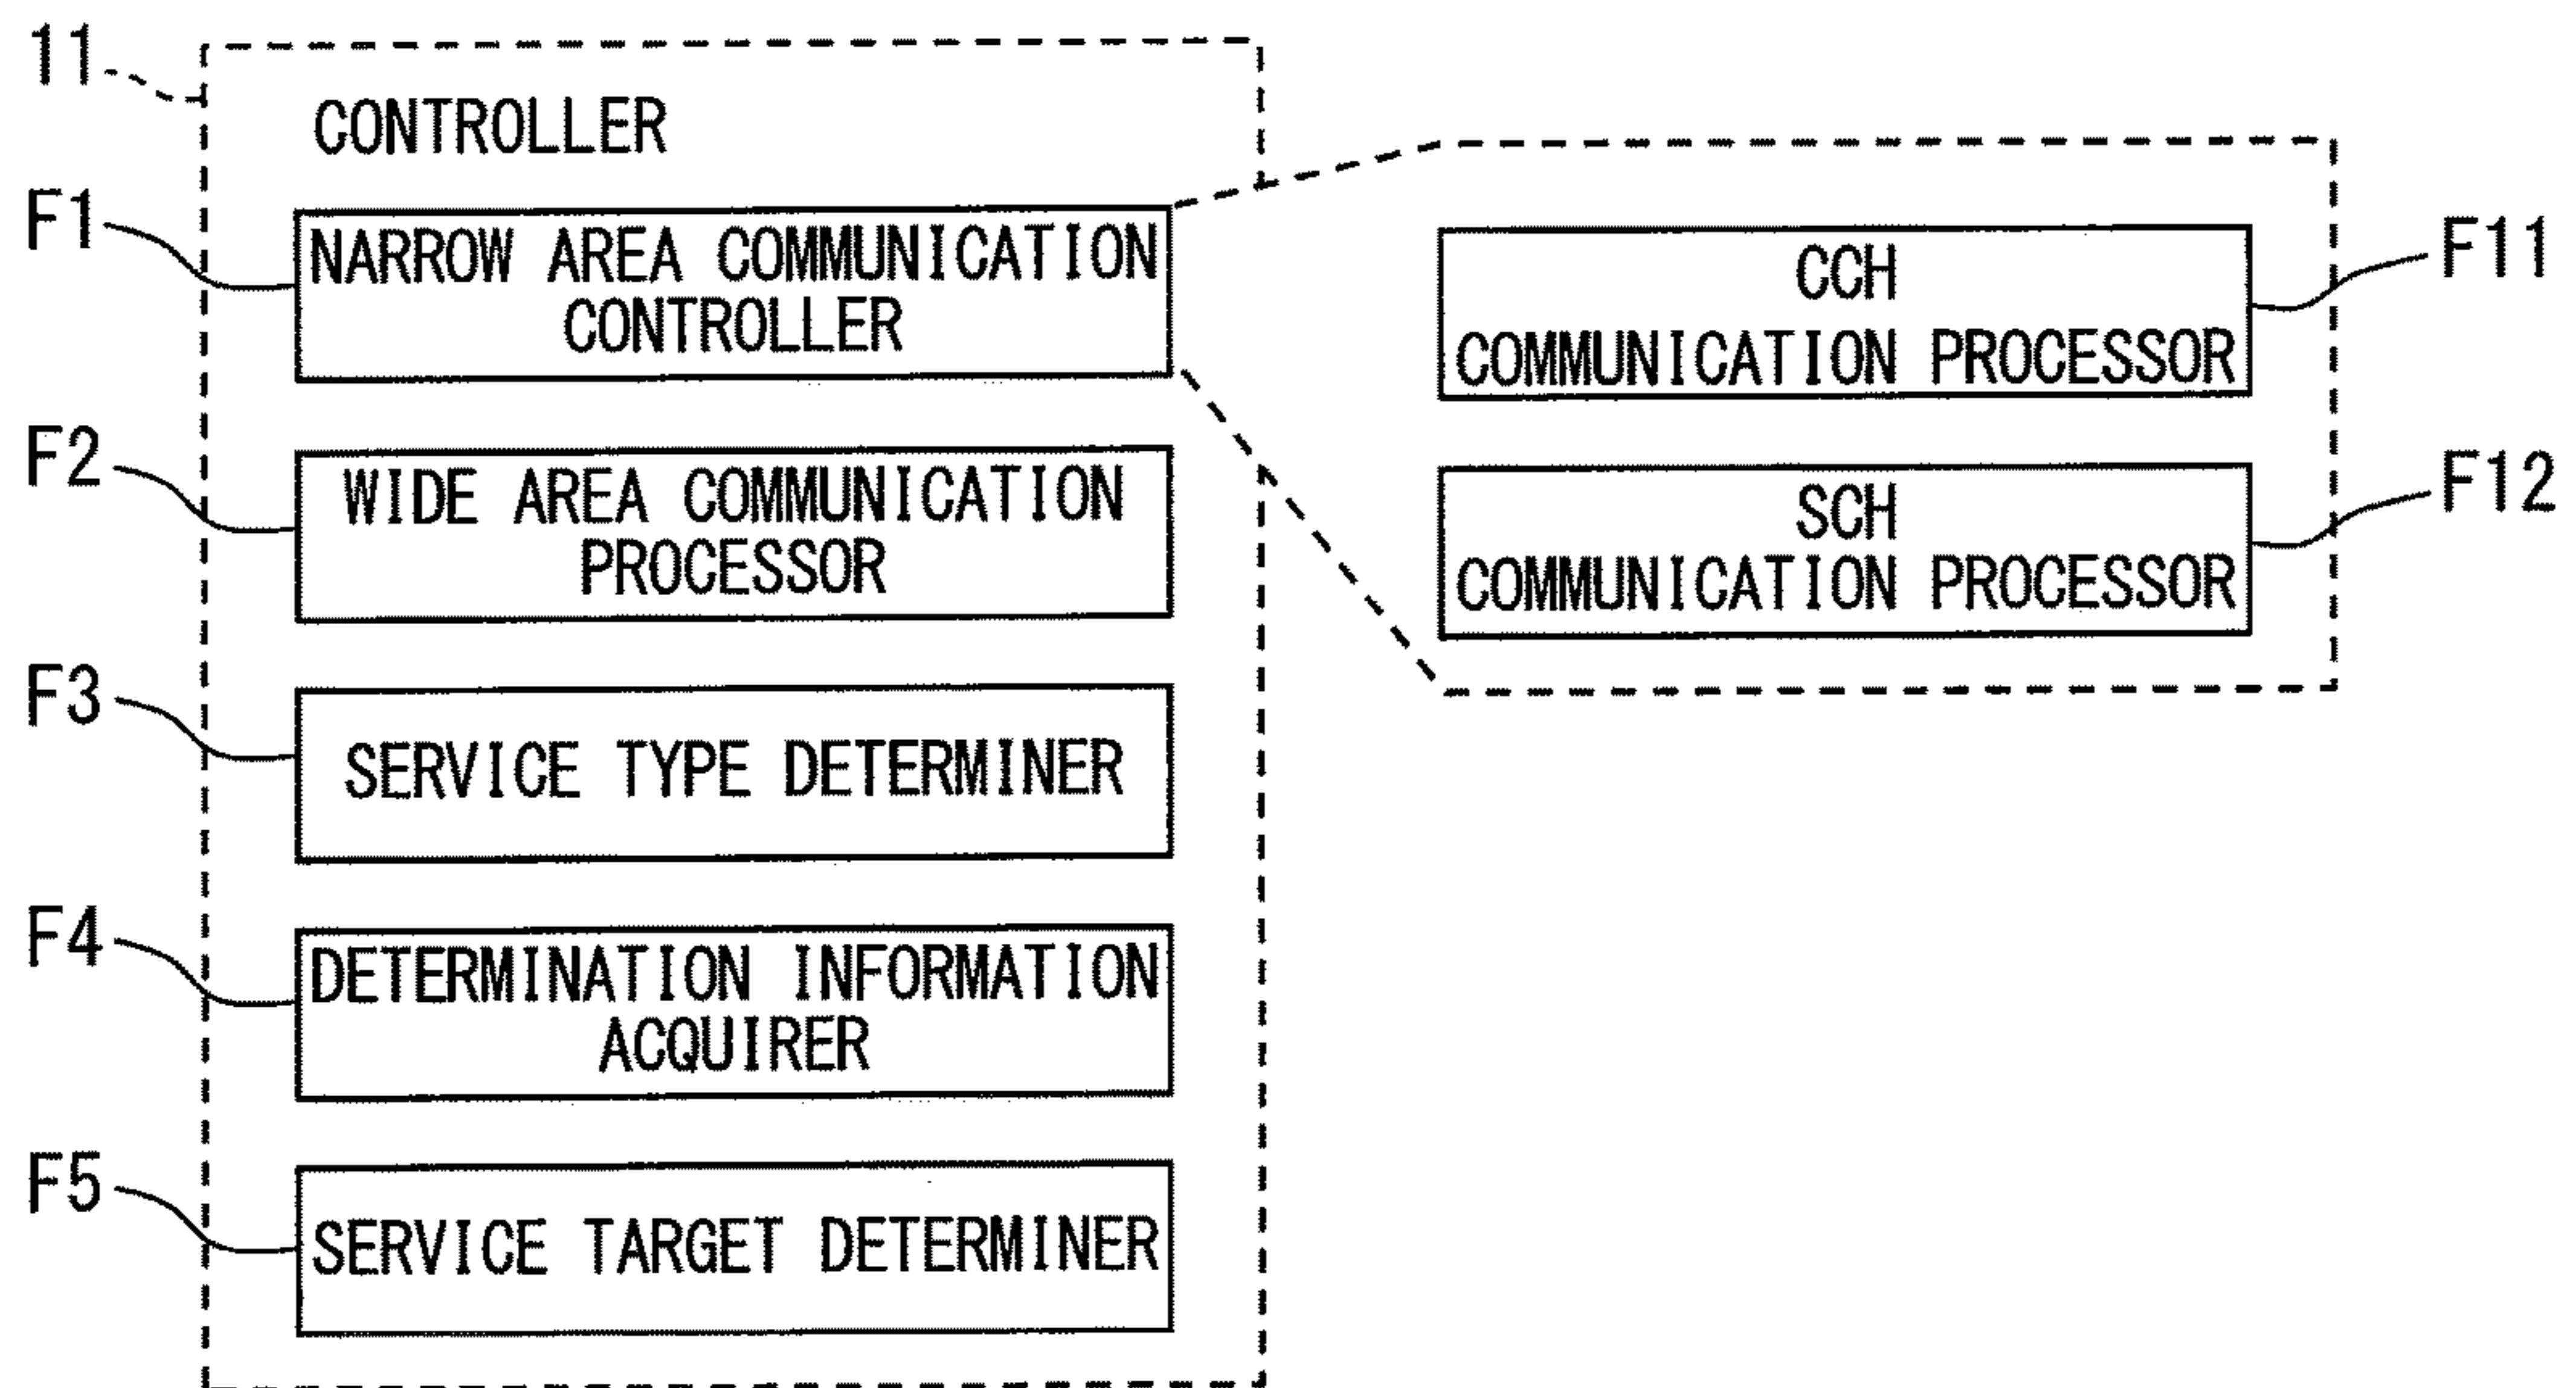 11
CONTROLLER
F1
NARROW AREA COMMUNICATION
CONTROLLER
F2
WIDE AREA COMMUNICATION
PROCESSOR
F3
SERVICE TYPE DETERMINER
F4
DETERMINATION INFORMATION
ACQUIRER
F5
SERVICE TARGET DETERMINER
CCH
COMMUNICATION PROCESSOR
F11
SCH
COMMUNICATION PROCESSOR
F12